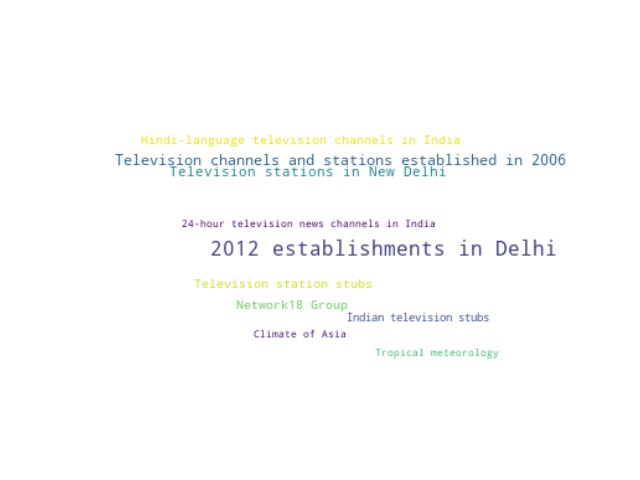 Hindi-language television channels in India
Television channels and stations established in 2006
Television stations in New Delhi
24-hour television news channels in India
2012 establishments in Delhi
Television station stubs
Network18 Group
Indian television stubs
Climate of Asia
Tropical meteorology